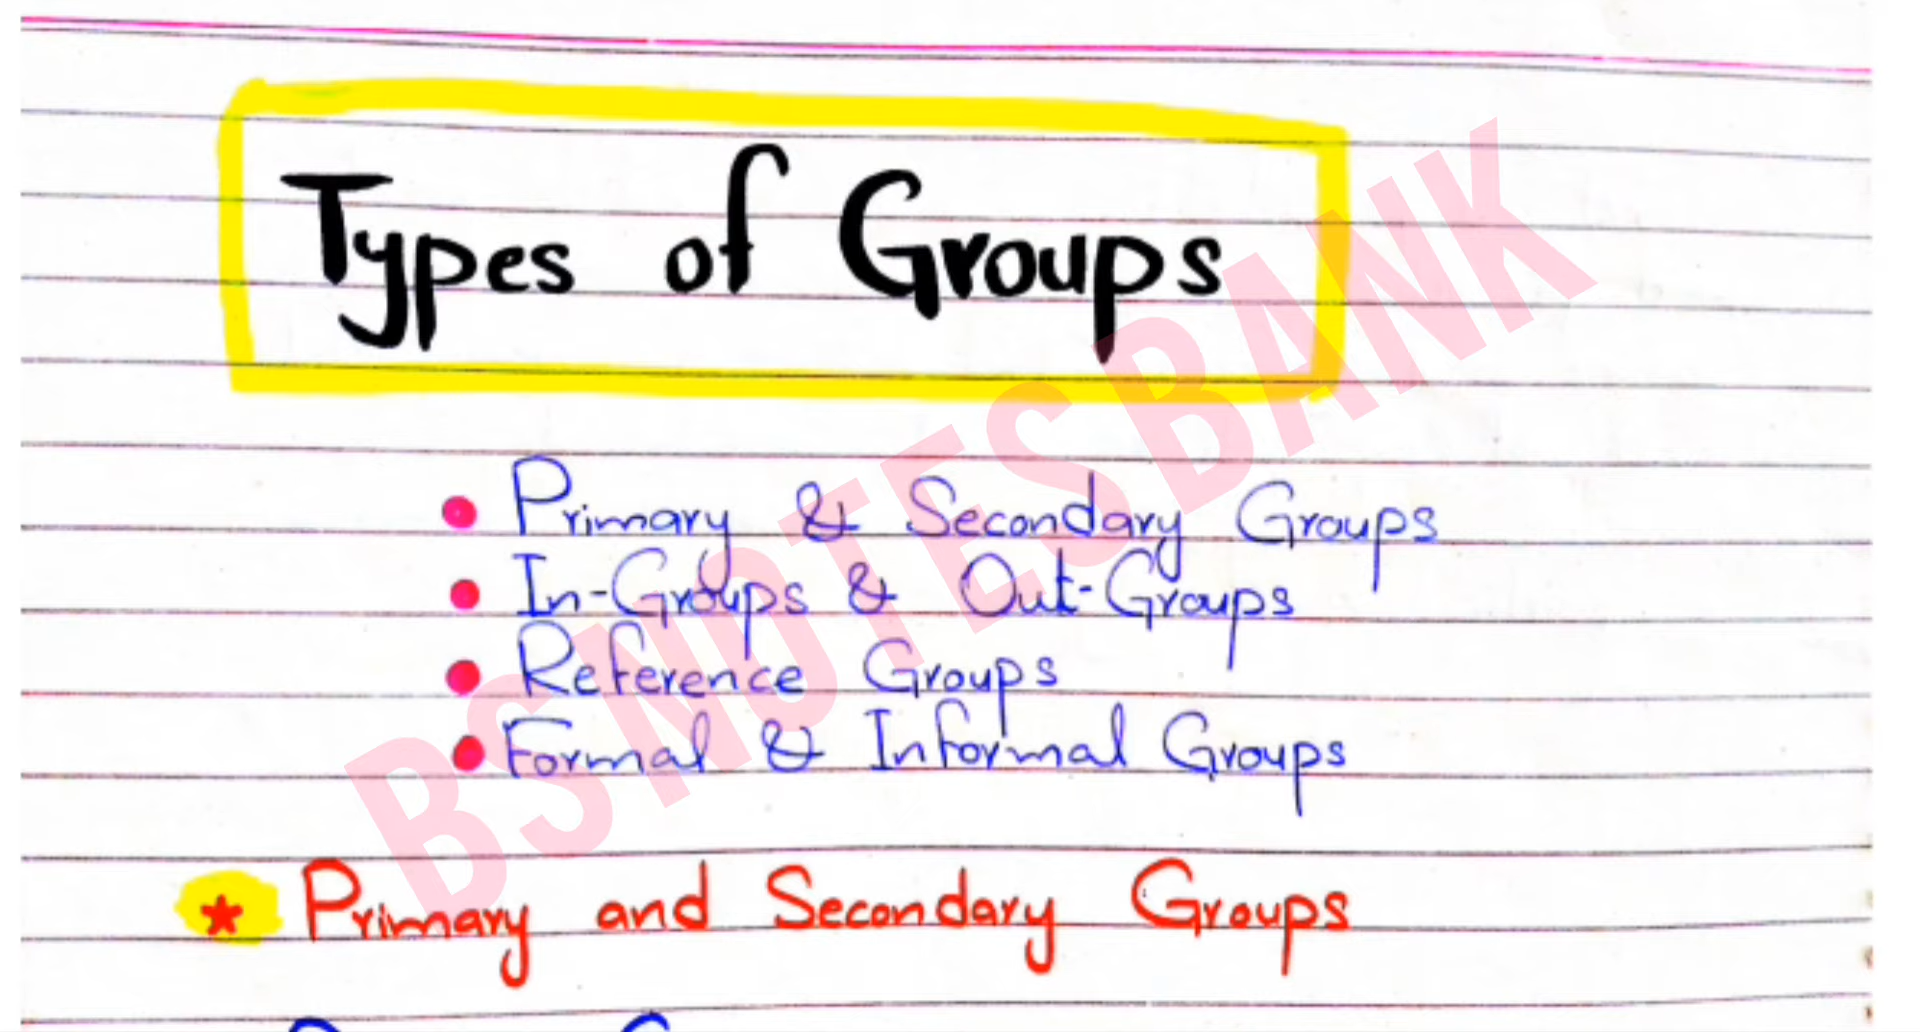 Types of Groups
• Primary & Secondary Groups
• In-Groups & Out-Groups
• Reference Groups
• Formal & Informal Groups
★ Primary and Secondary Groups
BSNOTESBANK